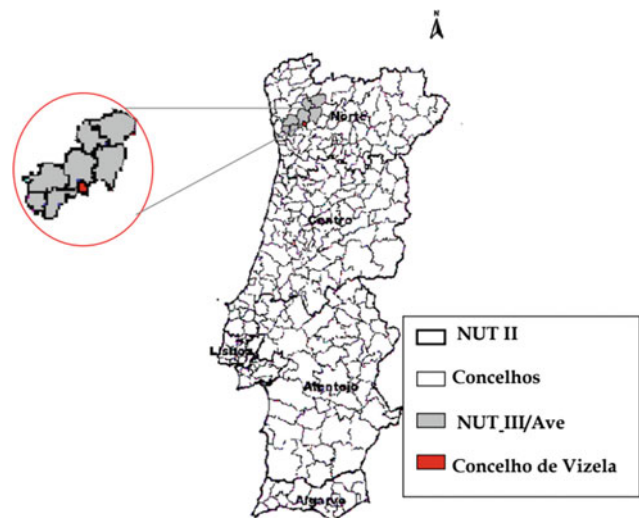 N
Norte
Centro
Lisboa
Alentejo
Algarve
NUT II
Concelhos
NUT_III/Ave
Concelho de Vizela